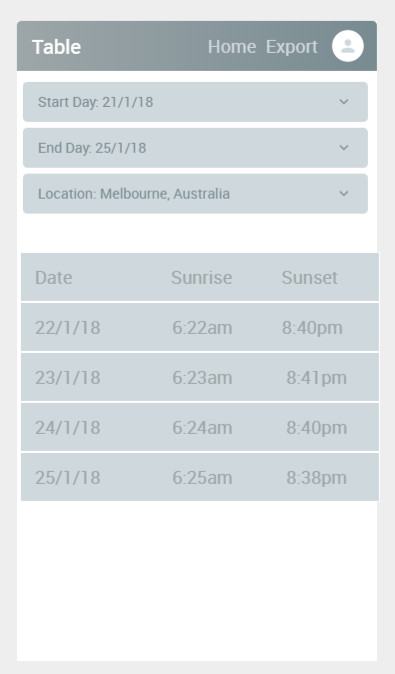 Table Home Export
Start Day: 21/1/18
End Day: 25/1/18
Location: Melbourne, Australia
Date Sunrise Sunset
22/1/18 6:22am 8:40pm
23/1/18 6:23am 8:41pm
24/1/18 6:24am 8:40pm
25/1/18 6:25am 8:38pm